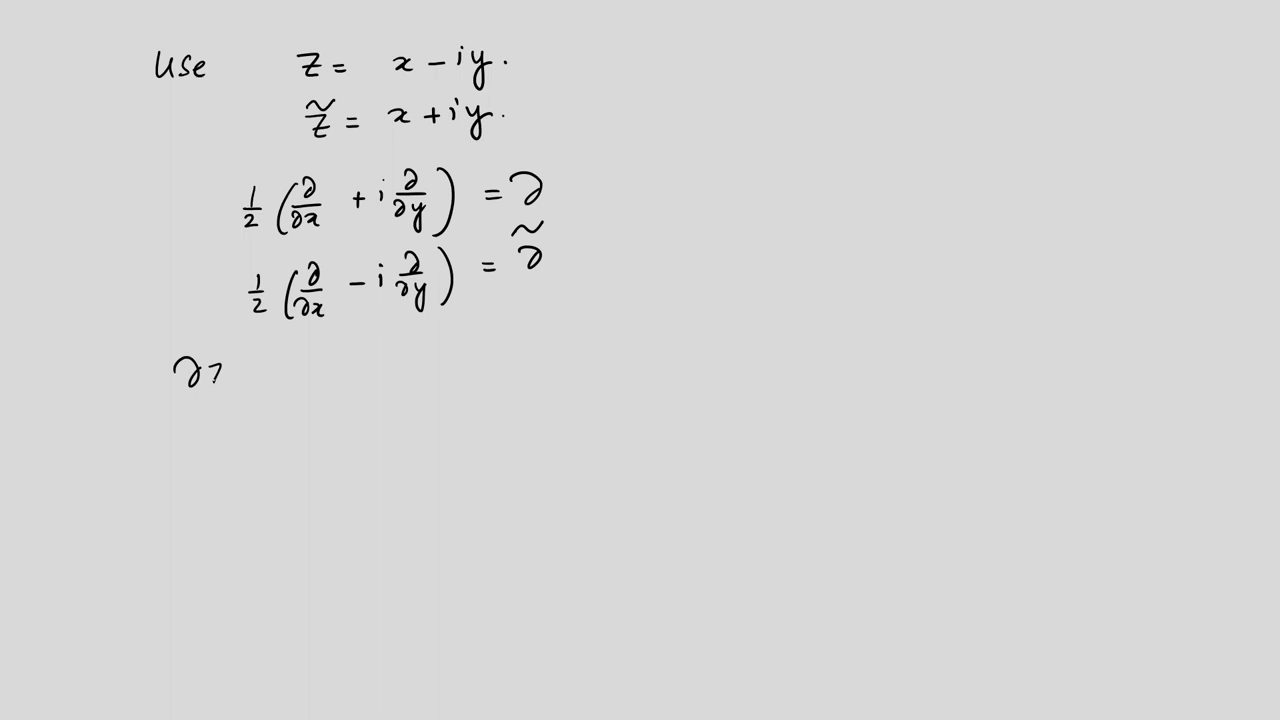 Use z = x - iy.
z̃ = x + iy.
1/2 (∂/∂x + i ∂/∂y) = ∂
1/2 (∂/∂x - i ∂/∂y) = ∂̃
∂